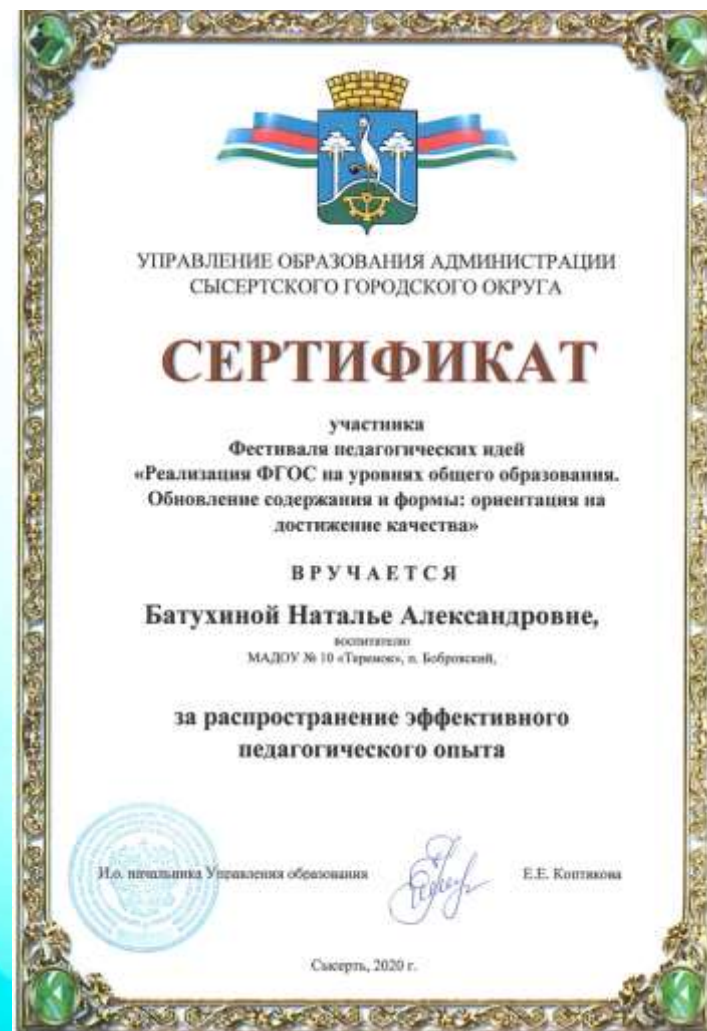 УПРАВЛЕНИЕ ОБРАЗОВАНИЯ АДМИНИСТРАЦИИ
СЫСЕРТСКОГО ГОРОДСКОГО ОКРУГА
СЕРТИФИКАТ
участника
Фестиваля педагогических идей
«Реализация ФГОС на уровнях общего образования.
Обновление содержания и формы: ориентация на
достижение качества»
ВРУЧАЕТСЯ
Батухиной Наталье Александровне,
воспитателю
МАДОУ № 10 «Теремок», п. Бобровский,
за распространение эффективного
педагогического опыта
И.о. начальника Управления образования
Е.Е. Коптякова
Сысерть, 2020 г.